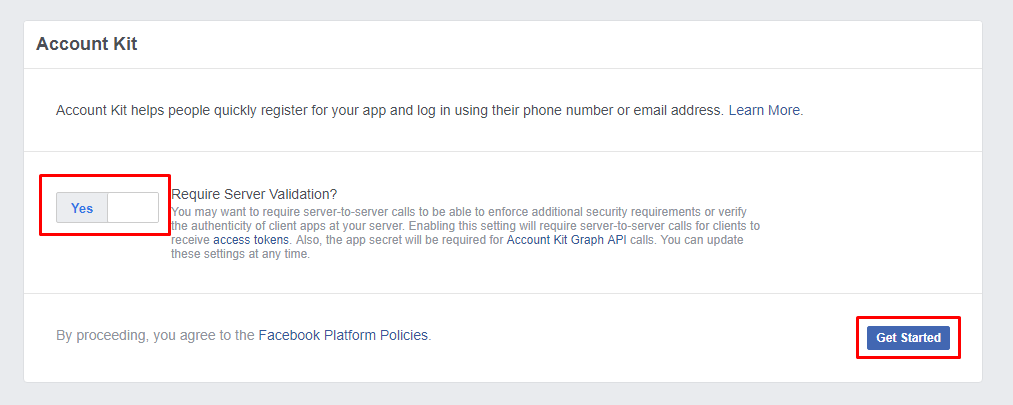 Account Kit
Account Kit helps people quickly register for your app and log in using their phone number or email address. Learn More.
Yes
Require Server Validation?
You may want to require server-to-server calls to be able to enforce additional security requirements or verify
the authenticity of client apps at your server. Enabling this setting will require server-to-server calls for clients to
receive access tokens. Also, the app secret will be required for Account Kit Graph API calls. You can update
these settings at any time.
By proceeding, you agree to the Facebook Platform Policies.
Get Started